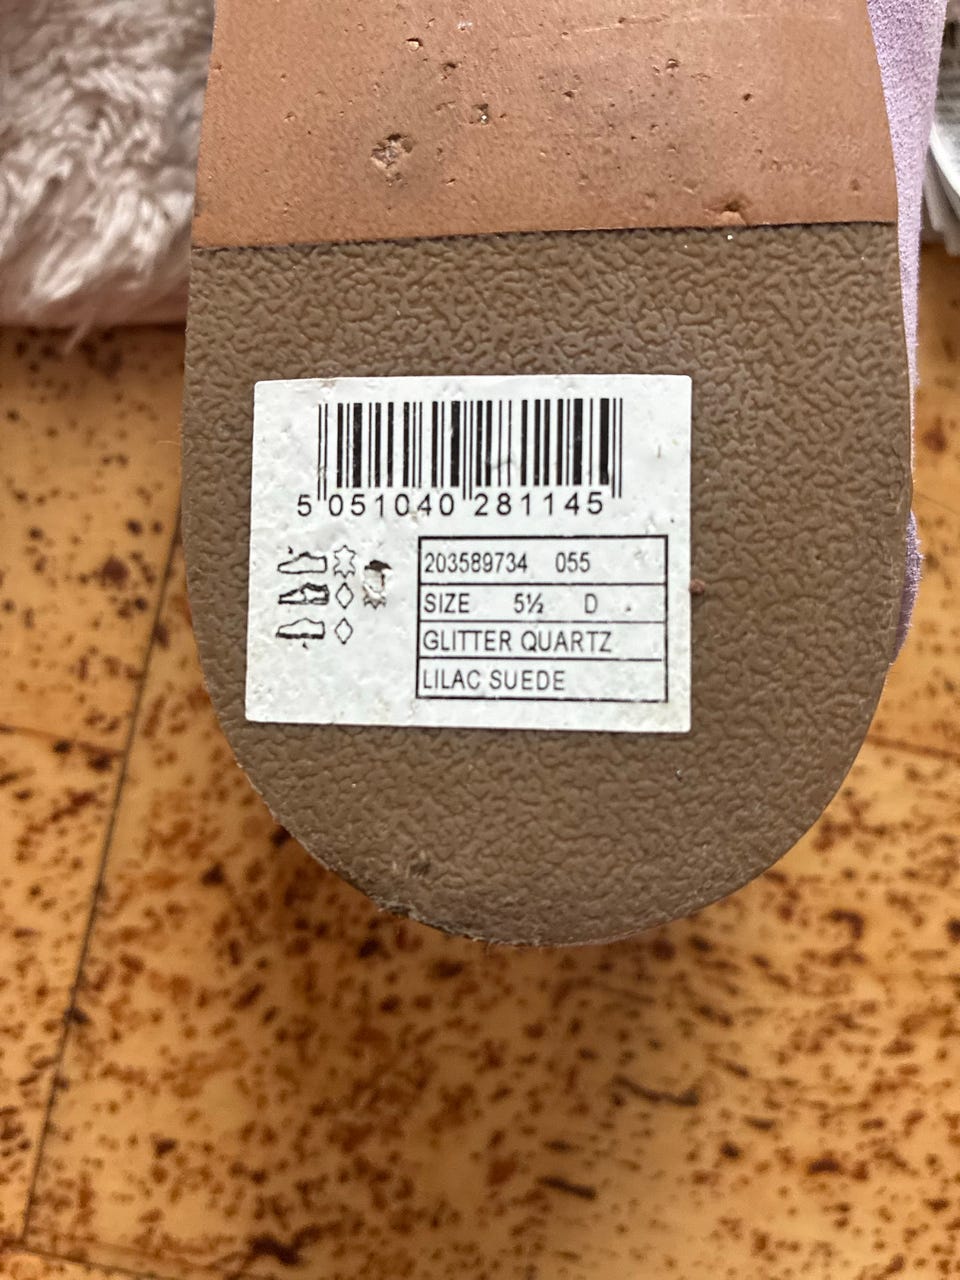 5 051040 281145
203589734 055
SIZE 5½ D
GLITTER QUARTZ
LILAC SUEDE